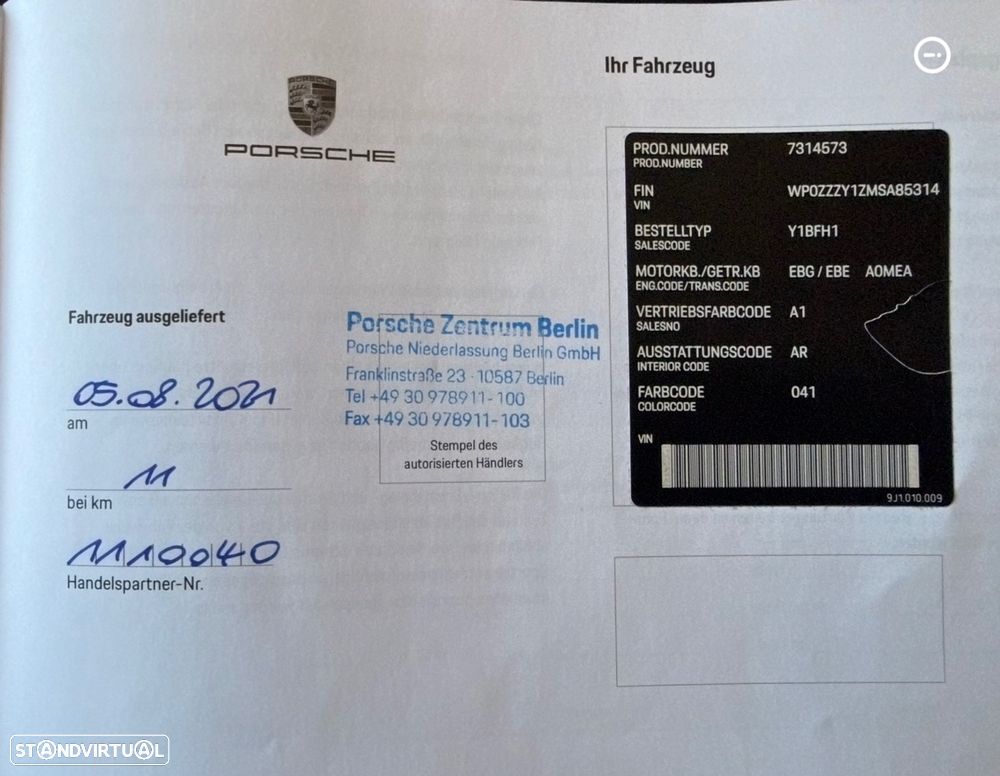 PORSCHE
PORSCHE
Fahrzeug ausgeliefert
05.08.2021
am
11
bei km
1110040
Handelspartner-Nr.
Porsche Zentrum Berlin
Porsche Niederlassung Berlin GmbH
Franklinstraße 23 · 10587 Berlin
Tel +49 30 978911-100
Fax +49 30 978911-103
Stempel des
autorisierten Händlers
Ihr Fahrzeug
PROD.NUMMER 7314573
PROD.NUMBER
FIN WP0ZZZY1ZMSA85314
VIN
BESTELLTYP Y1BFH1
SALESCODE
MOTORKB./GETR.KB EBG / EBE AOMEA
ENG.CODE/TRANS.CODE
VERTRIEBSFARBCODE A1
SALESNO
AUSSTATTUNGSCODE AR
INTERIOR CODE
FARBCODE 041
COLORCODE
VIN
9J1.010.009
STANDVIRTUAL